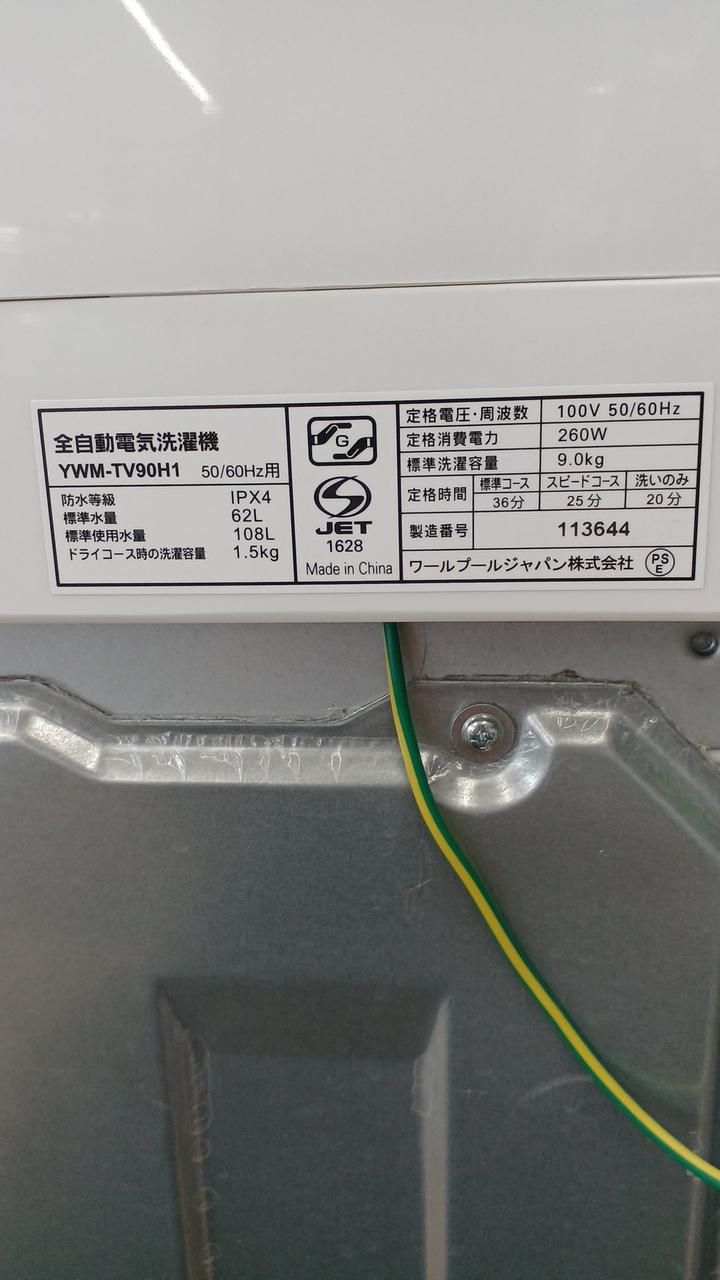 全自動電気洗濯機
YWM-TV90H1 50/60Hz用
防水等級 IPX4
標準水量 62L
標準使用水量 108L
ドライコース時の洗濯容量 1.5kg
G
JET
1628
Made in China
定格電圧・周波数 100V 50/60Hz
定格消費電力 260W
標準洗濯容量 9.0kg
定格時間 標準コース スピードコース 洗いのみ
36分 25分 20分
製造番号 113644
ワールプールジャパン株式会社 PSE